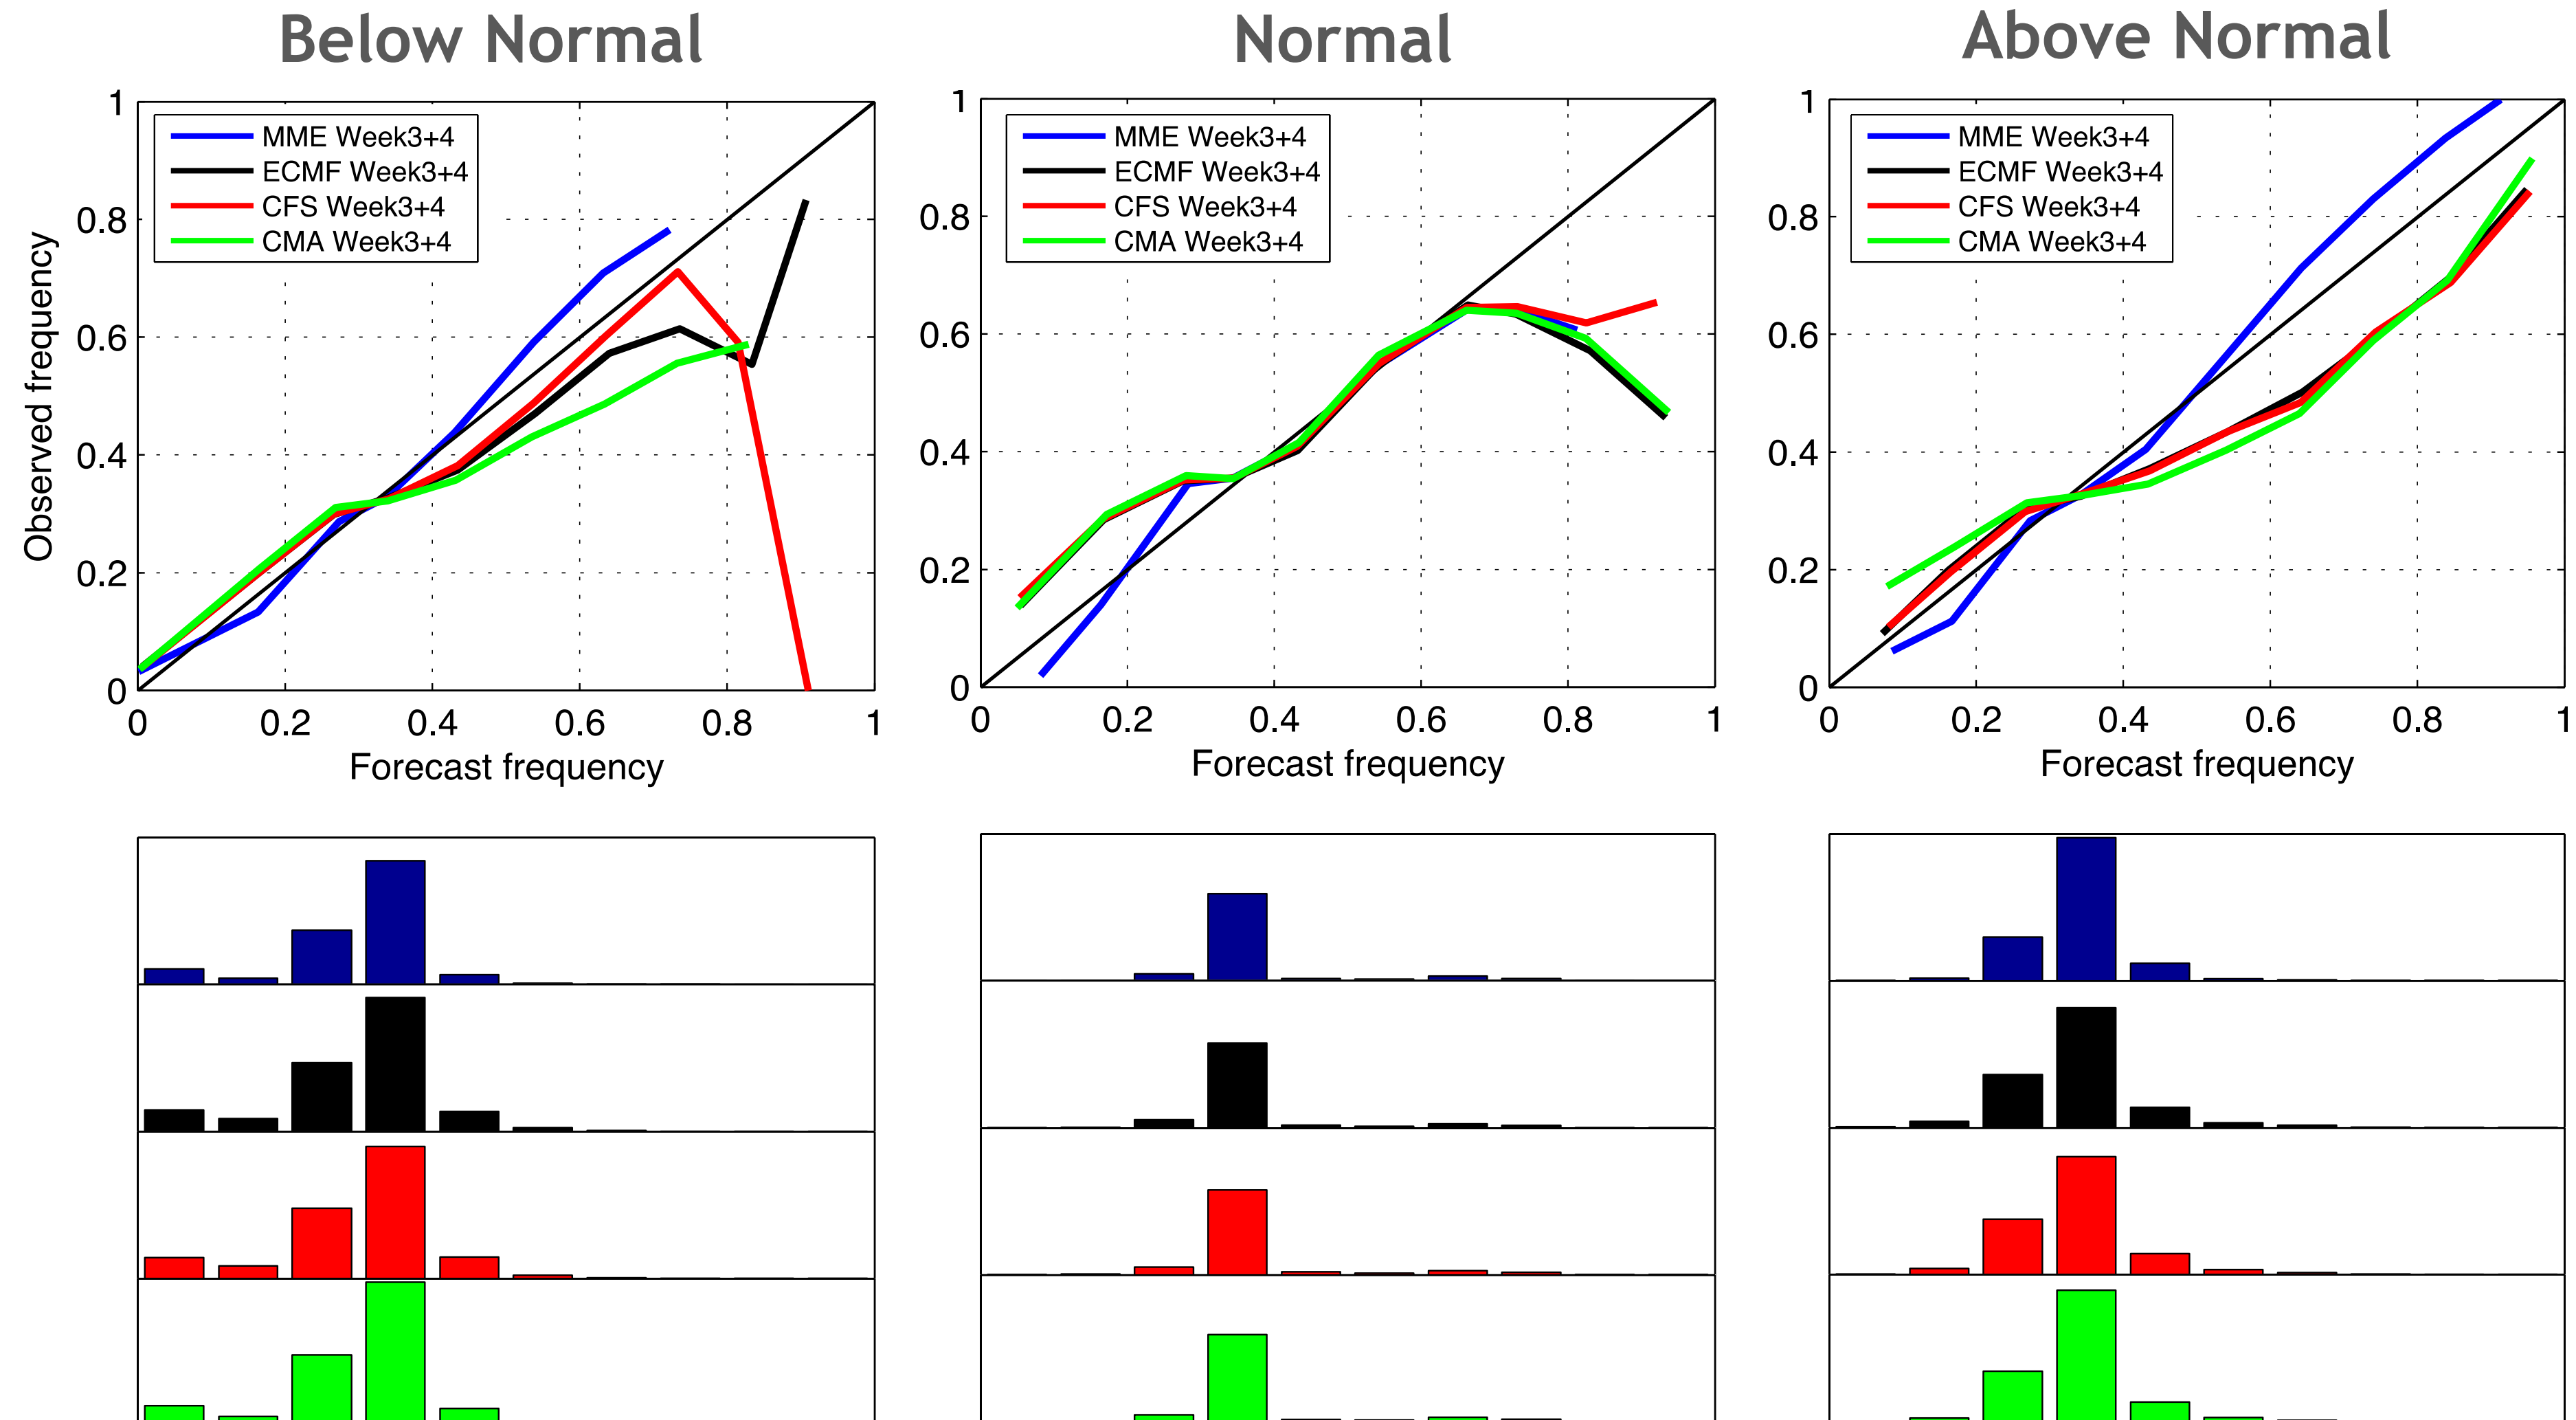 Below Normal
Normal
Above Normal
1
0.8
0.6
0.4
0.2
0
0 0.2 0.4 0.6 0.8 1
Observed frequency
Forecast frequency
MME Week3+4
ECMF Week3+4
CFS Week3+4
CMA Week3+4
1
0.8
0.6
0.4
0.2
0
0 0.2 0.4 0.6 0.8 1
Forecast frequency
MME Week3+4
ECMF Week3+4
CFS Week3+4
CMA Week3+4
1
0.8
0.6
0.4
0.2
0
0 0.2 0.4 0.6 0.8 1
Forecast frequency
MME Week3+4
ECMF Week3+4
CFS Week3+4
CMA Week3+4